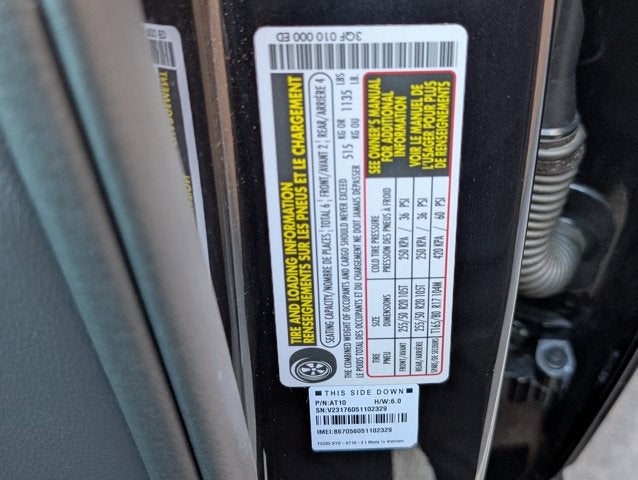 3QF 010 000 ED
TIRE AND LOADING INFORMATION
RENSEIGNEMENTS SUR LES PNEUS ET LE CHARGEMENT
SEATING CAPACITY/NOMBRE DE PLACES | TOTAL 6 | FRONT/AVANT 2 | REAR/ARRIÈRE 4
THE COMBINED WEIGHT OF OCCUPANTS AND CARGO SHOULD NEVER EXCEED 515 KG OR 1135 LBS
LE POIDS TOTAL DES OCCUPANTS ET DU CHARGEMENT NE DOIT JAMAIS DÉPASSER 515 KG OU 1135 LB.
TIRE SIZE COLD TIRE PRESSURE
PNEU DIMENSIONS PRESSION DES PNEUS À FROID
FRONT/AVANT 255/50 R20 105T 250 KPA / 36 PSI
REAR/ARRIÈRE 255/50 R20 105T 250 KPA / 36 PSI
SPARE/DE SECOURS T165/80 R17 104M 420 KPA / 60 PSI
SEE OWNER'S MANUAL
FOR ADDITIONAL
INFORMATION
VOIR LE MANUEL DE
L'USAGER POUR PLUS
DE RENSEIGNEMENTS
THIS SIDE DOWN
P/N:AT10 H/W:6.0
SN:V23176051102329
IMEI:867056051102329
Made in Vietnam